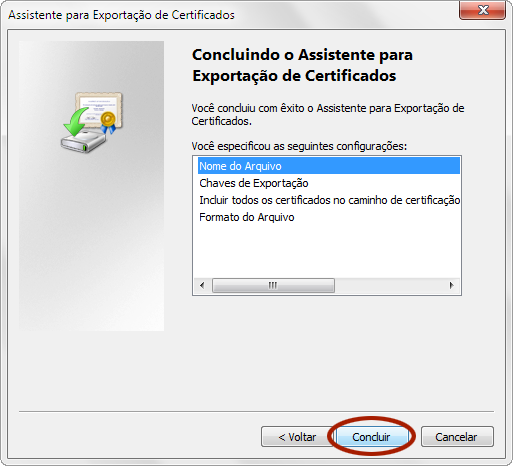 Assistente para Exportação de Certificados
Concluindo o Assistente para
Exportação de Certificados
Você concluiu com êxito o Assistente para Exportação de
Certificados.
Você especificou as seguintes configurações:
Nome do Arquivo
Chaves de Exportação
Incluir todos os certificados no caminho de certificação
Formato do Arquivo
< Voltar
Concluir
Cancelar